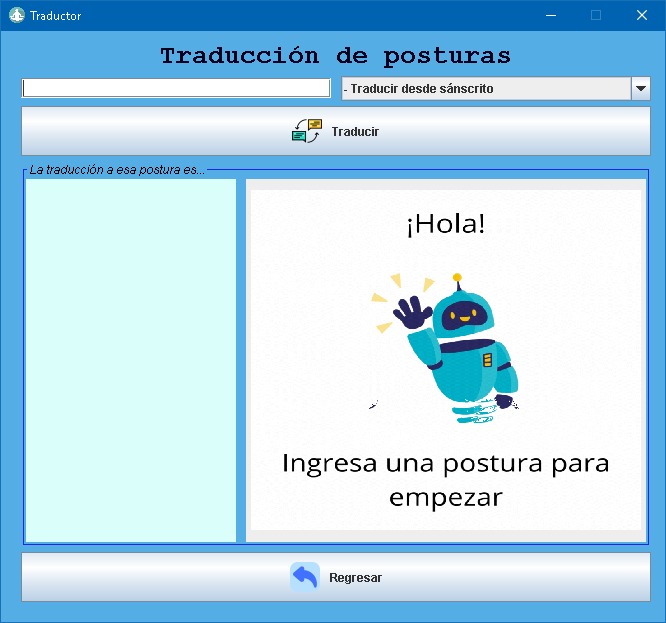 Traductor
Traducción de posturas
- Traducir desde sánscrito
Traducir
La traducción a esa postura es...
¡Hola!
Ingresa una postura para
empezar
Regresar